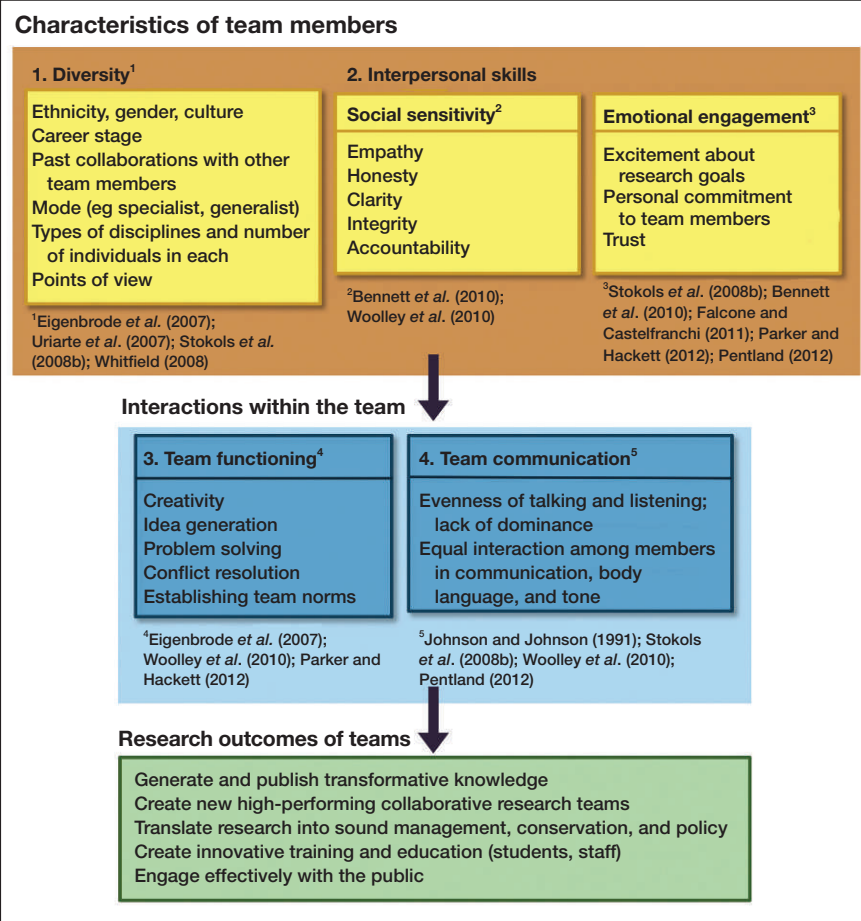 Characteristics of team members
1. Diversity1
Ethnicity, gender, culture
Career stage
Past collaborations with other
team members
Mode (eg specialist, generalist)
Types of disciplines and number
of individuals in each
Points of view
1Eigenbrode et al. (2007);
Uriarte et al. (2007); Stokols et al.
(2008b); Whitfield (2008)
2. Interpersonal skills
Social sensitivity2
Empathy
Honesty
Clarity
Integrity
Accountability
2Bennett et al. (2010);
Woolley et al. (2010)
Emotional engagement3
Excitement about
research goals
Personal commitment
to team members
Trust
3Stokols et al. (2008b); Bennett
et al. (2010); Falcone and
Castelfranchi (2011); Parker and
Hackett (2012); Pentland (2012)
Interactions within the team
3. Team functioning4
Creativity
Idea generation
Problem solving
Conflict resolution
Establishing team norms
4Eigenbrode et al. (2007);
Woolley et al. (2010); Parker and
Hackett (2012)
4. Team communication5
Evenness of talking and listening;
lack of dominance
Equal interaction among members
in communication, body
language, and tone
5Johnson and Johnson (1991); Stokols
et al. (2008b); Woolley et al. (2010);
Pentland (2012)
Research outcomes of teams
Generate and publish transformative knowledge
Create new high-performing collaborative research teams
Translate research into sound management, conservation, and policy
Create innovative training and education (students, staff)
Engage effectively with the public